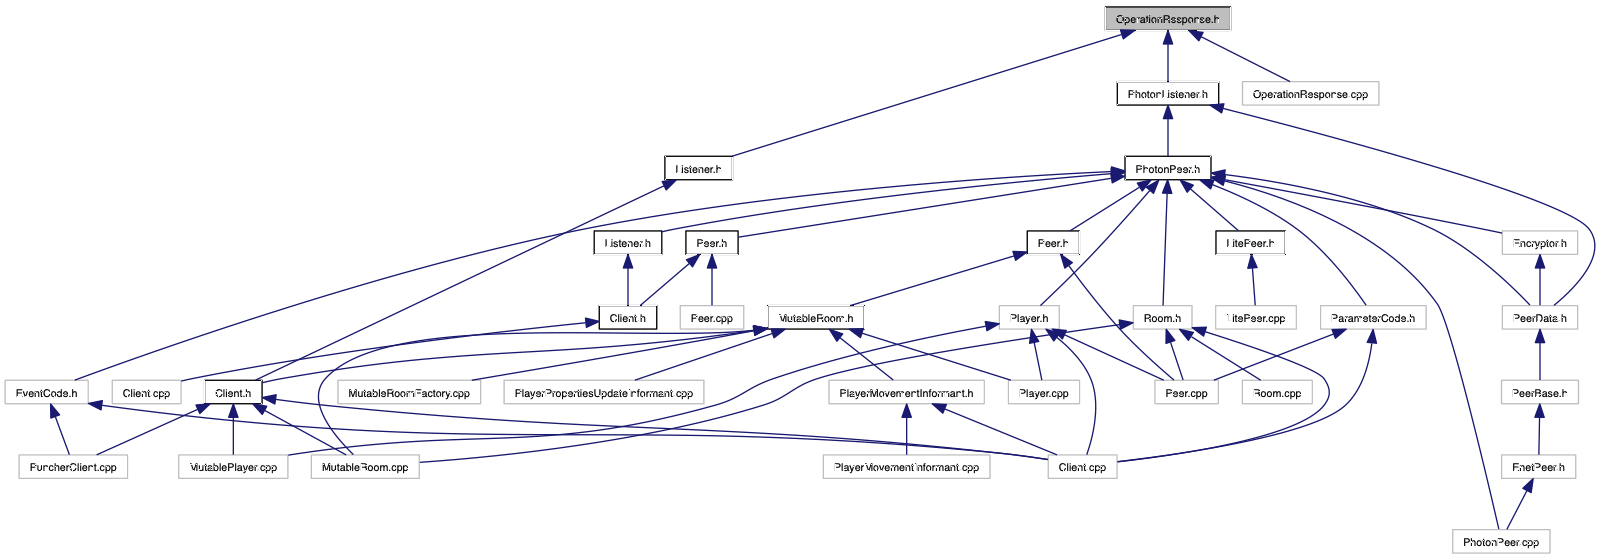 OperationResponse.h
PhotonListener.h
OperationResponse.cpp
Listener.h
PhotonPeer.h
Listener.h
Peer.h
Peer.h
LitePeer.h
Encryptor.h
Client.h
Peer.cpp
MutableRoom.h
Player.h
Room.h
LitePeer.cpp
ParameterCode.h
PeerData.h
EventCode.h
Client.cpp
Client.h
MutableRoomFactory.cpp
PlayerPropertiesUpdateInformant.cpp
PlayerMovementInformant.h
Player.cpp
Peer.cpp
Room.cpp
PeerBase.h
PuncherClient.cpp
MutablePlayer.cpp
MutableRoom.cpp
PlayerMovementInformant.cpp
Client.cpp
EnetPeer.h
PhotonPeer.cpp